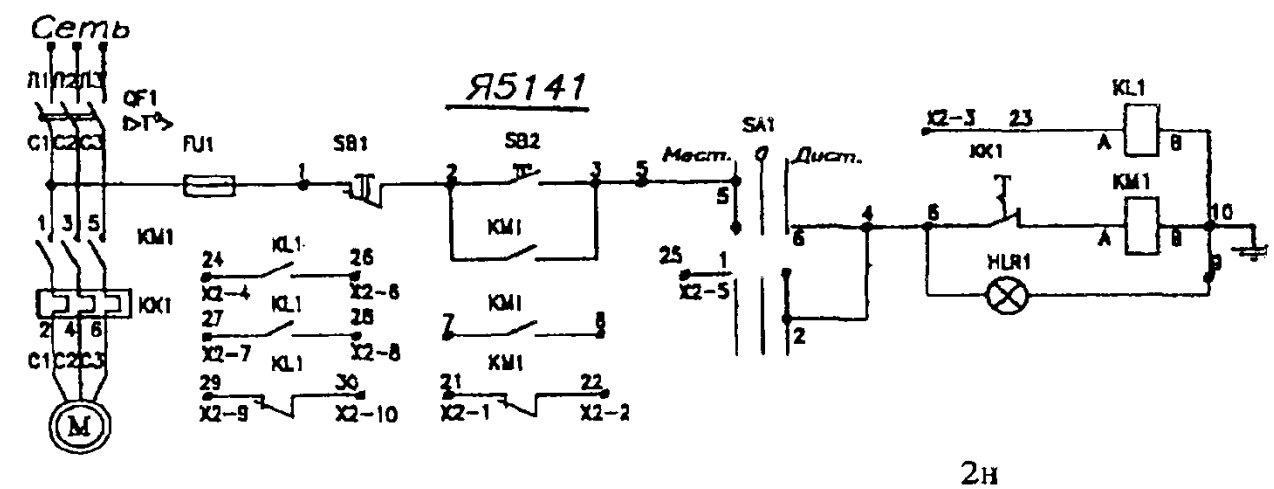 Сеть
Л1 Л2 Л3
QF1
Я5141
KL1
C1 C2 C3
FU1
SB1
SB2
SA1
X2-3
23
A
B
Мест.
0
Дист.
KK1
1
2
3
5
5
KM1
1 3 5
KM1
KM1
6
4
6
A
B
10
24
KL1
26
25
1
HLR1
9
X2-4
X2-6
X2-5
KK1
27
KL1
28
7
KM1
8
2
2 4 6
X2-7
X2-8
C1 C2 C3
KL1
KM1
29
30
21
22
M
X2-9
X2-10
X2-1
X2-2
2н